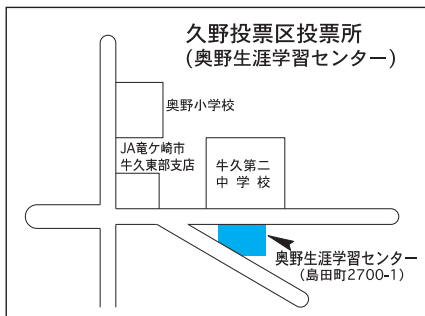 久野投票区投票所
(奥野生涯学習センター)
奥野小学校
JA竜ケ崎市
牛久東部支店
牛久第二
中学校
奥野生涯学習センター
(島田町2700-1)